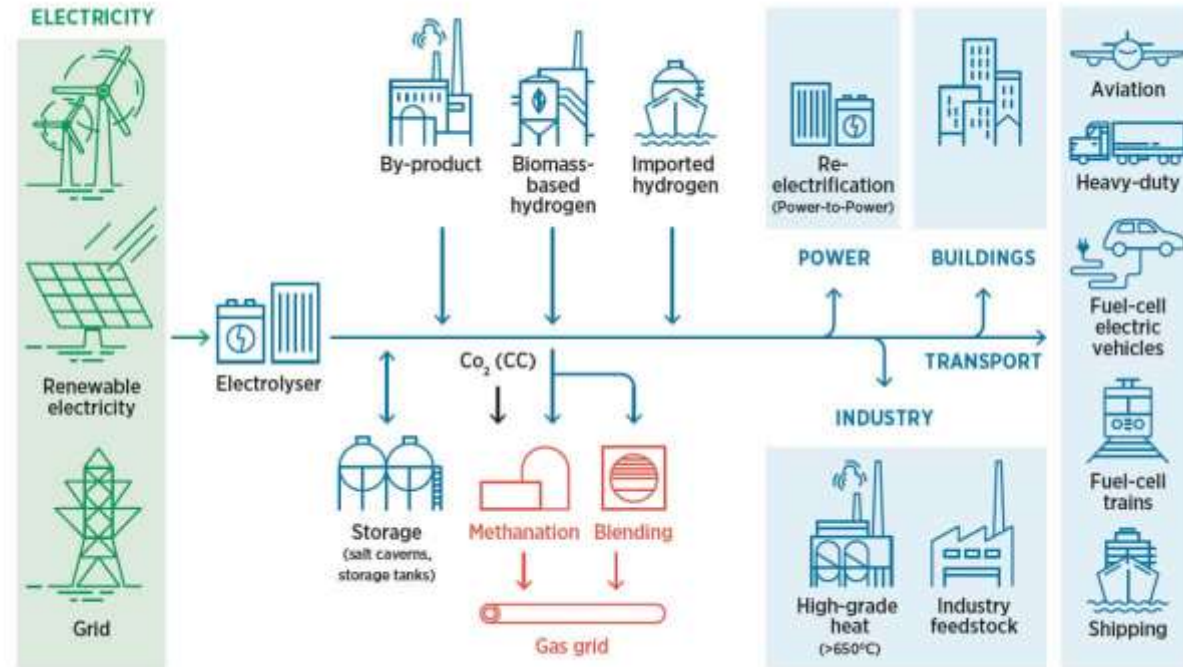 ELECTRICITY
Renewable
electricity
Grid
Electrolyser
By-product
Biomass-
based
hydrogen
Imported
hydrogen
Storage
(salt caverns,
storage tanks)
Co₂ (CC)
Methanation
Blending
Gas grid
Re-
electrification
(Power-to-Power)
POWER
BUILDINGS
TRANSPORT
INDUSTRY
High-grade
heat
(>650ºC)
Industry
feedstock
Aviation
Heavy-duty
Fuel-cell
electric
vehicles
Fuel-cell
trains
Shipping